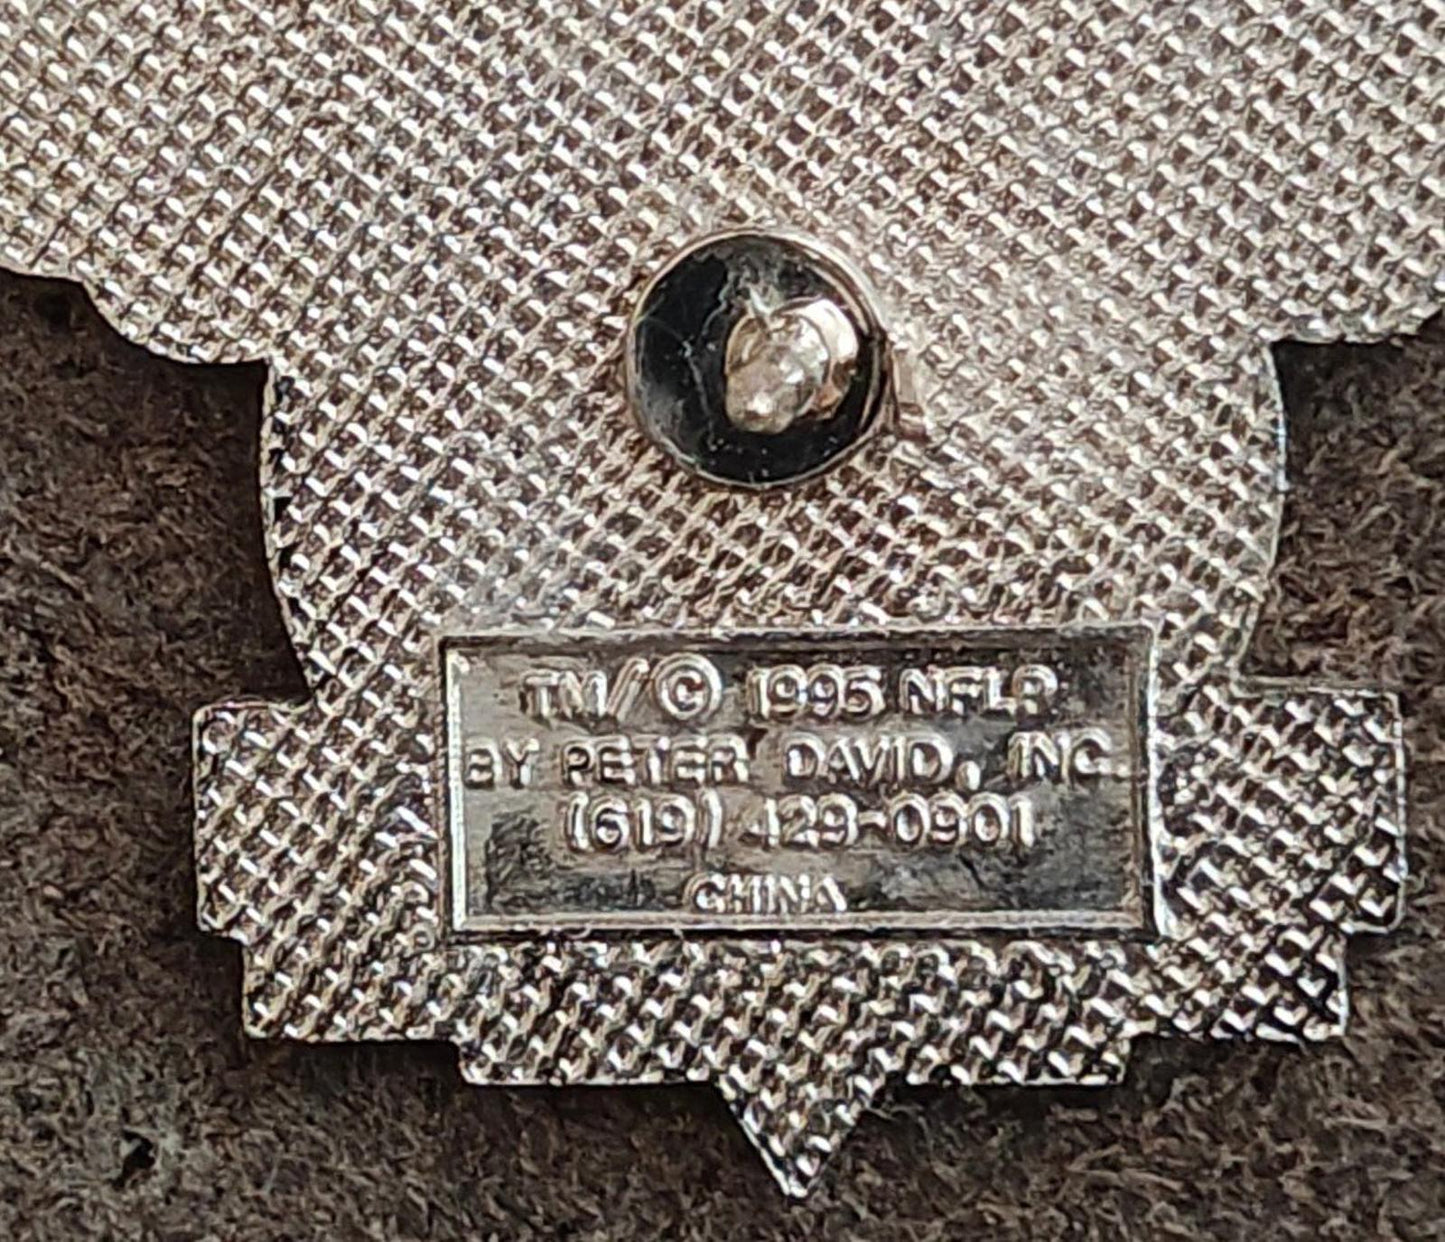 TM/© 1995 NFLP
BY PETER DAVID, INC.
(619) 429-0901
CHINA